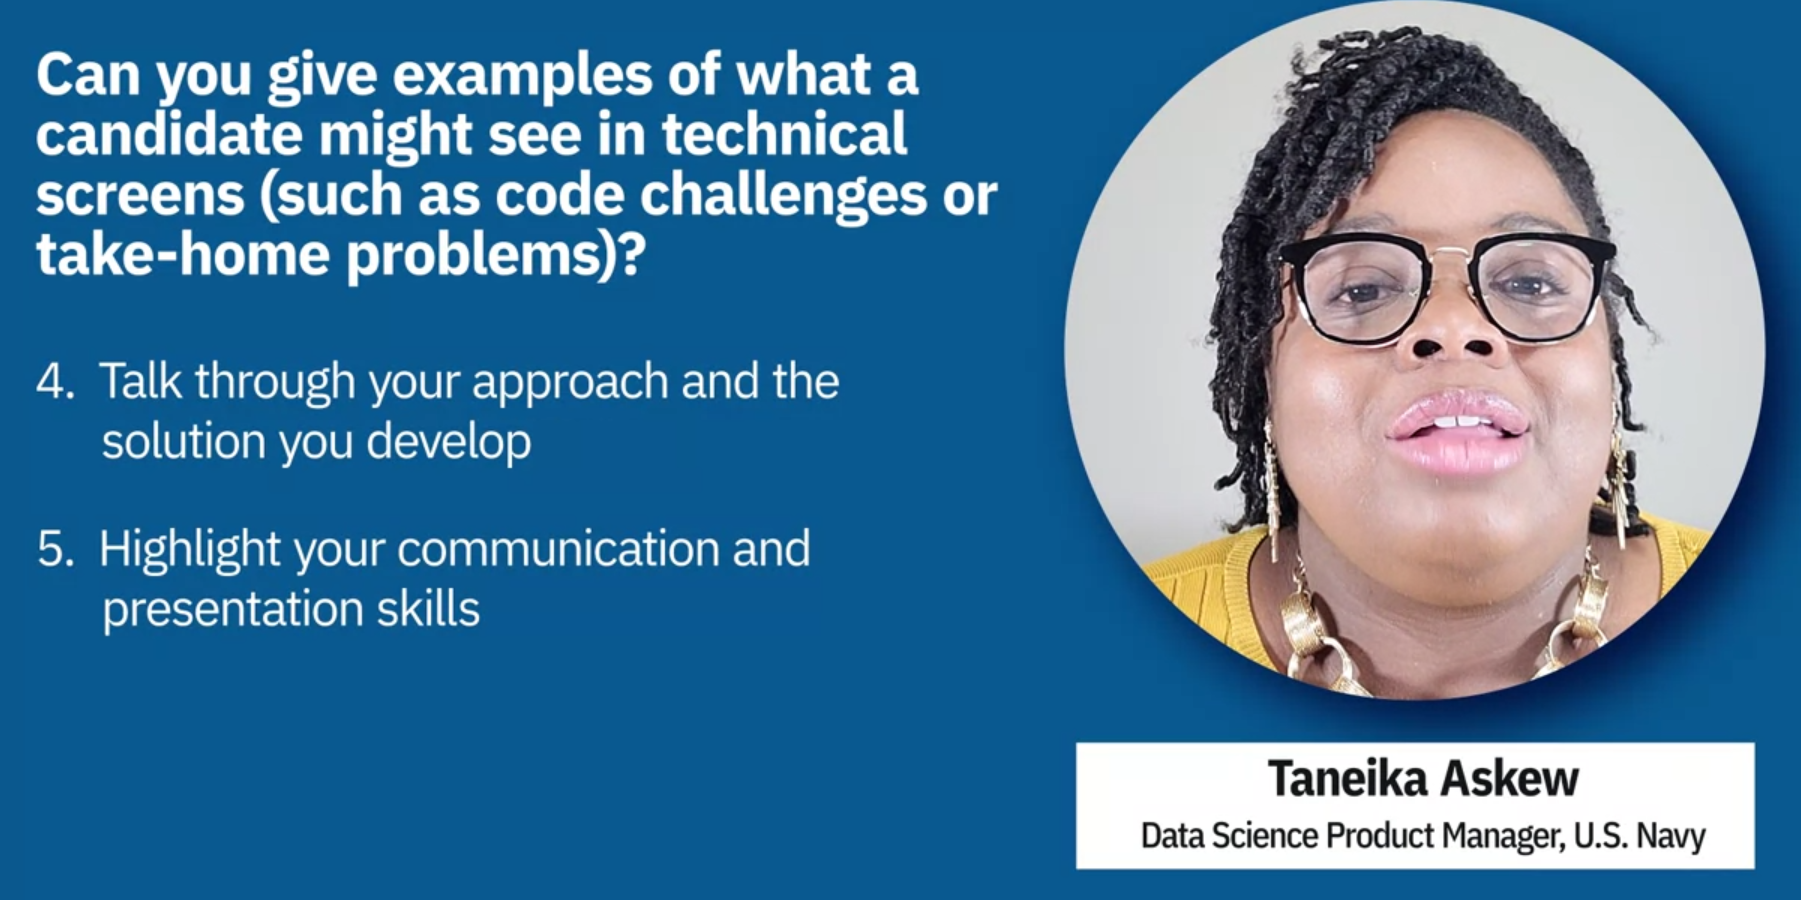 Can you give examples of what a
candidate might see in technical
screens (such as code challenges or
take-home problems)?
4. Talk through your approach and the
solution you develop
5. Highlight your communication and
presentation skills
Taneika Askew
Data Science Product Manager, U.S. Navy